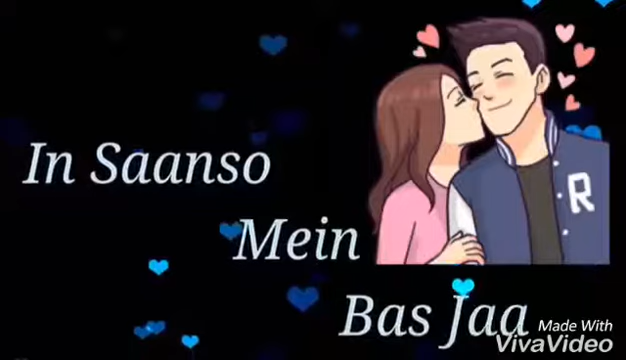 In Saanso
Mein
Bas Jaa
R
Made With
VivaVideo